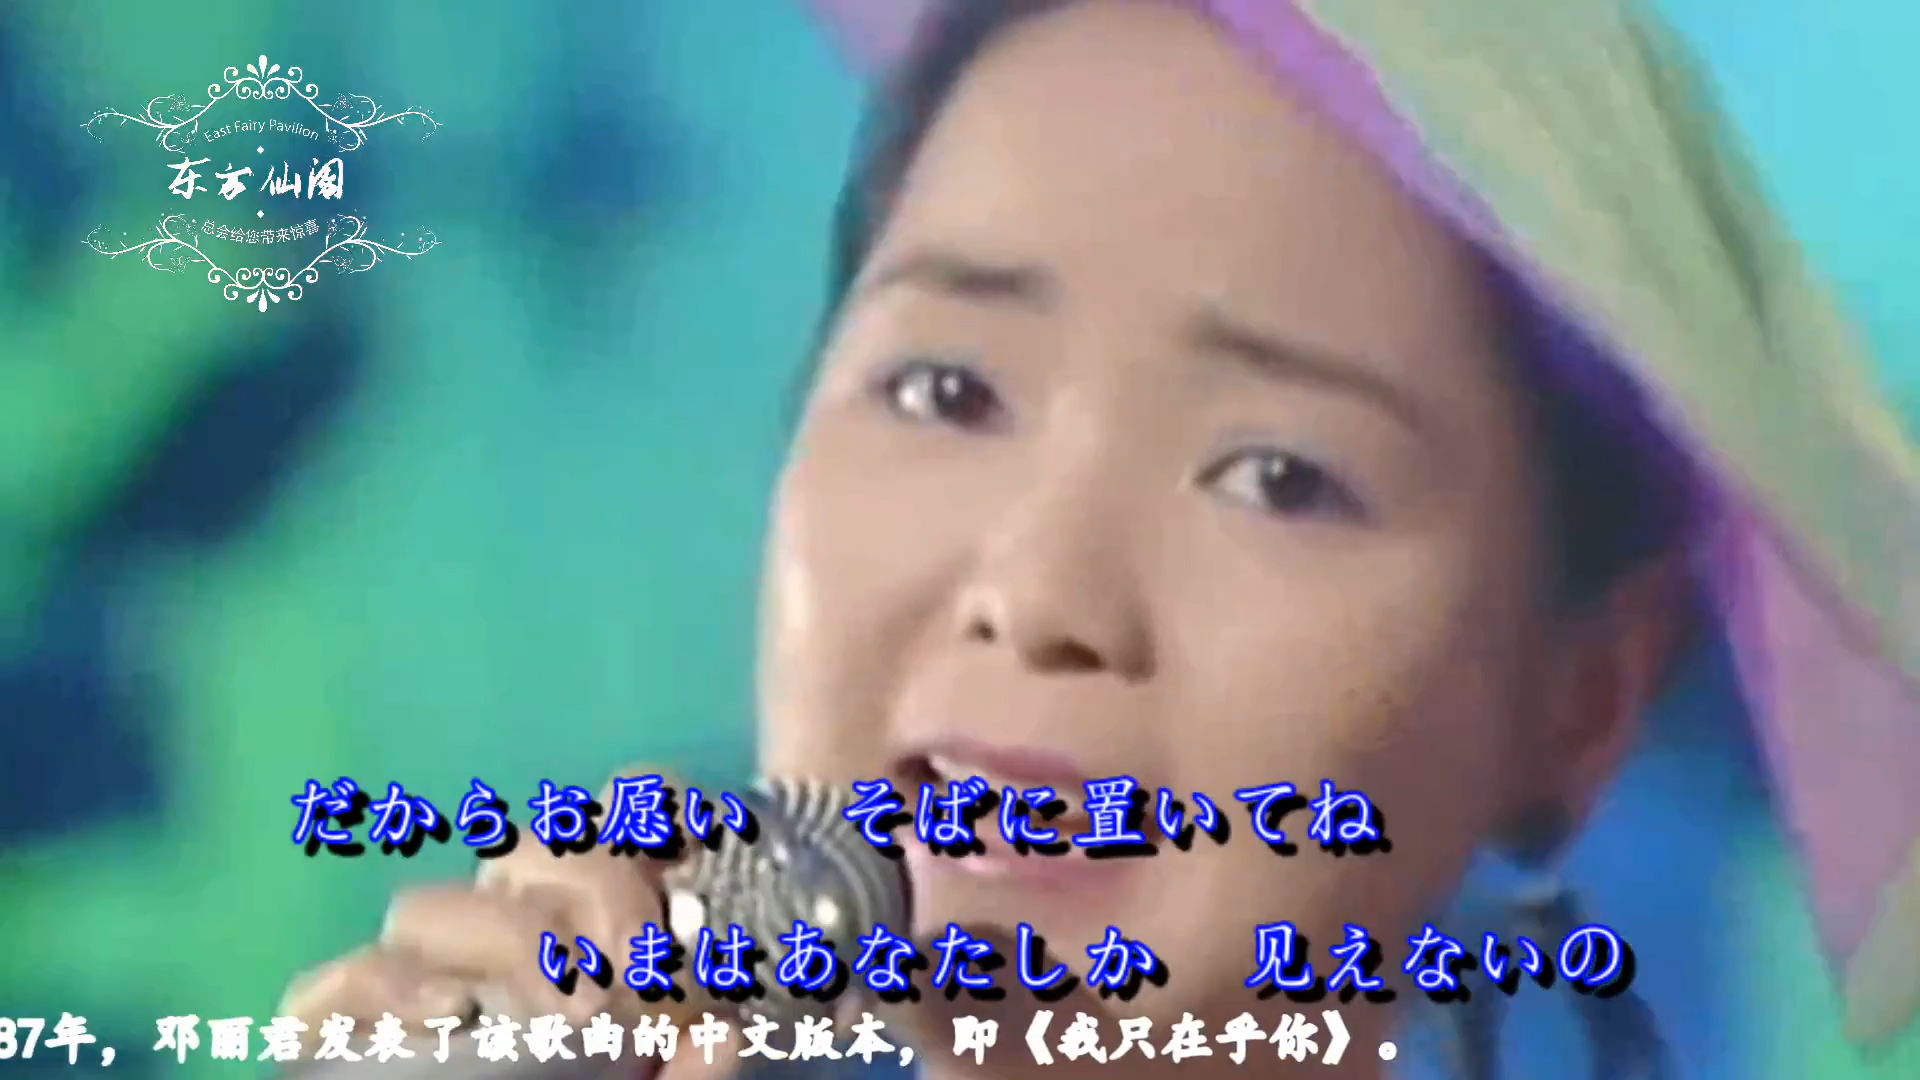 East Fairy Pavilion
东方仙阁
总会给您带来惊喜
だからお愿い そばに置いてね
いまはあなたしか 见えないの
87年，邓丽君发表了该歌曲的中文版本，即《我只在乎你》。